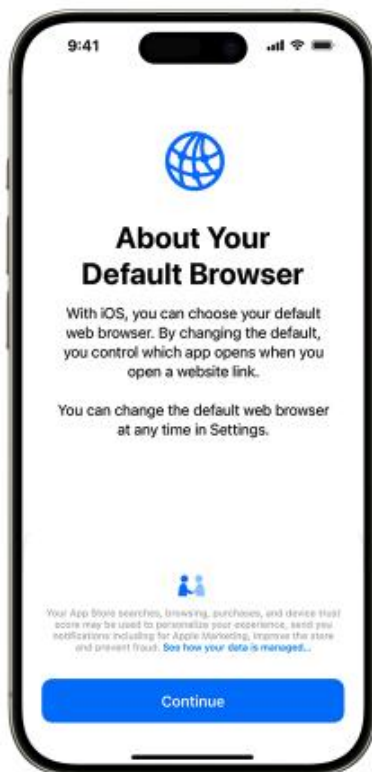 9:41
About Your
Default Browser
With iOS, you can choose your default
web browser. By changing the default,
you control which app opens when you
open a website link.
You can change the default web browser
at any time in Settings.
Your App Store searches, browsing, purchases, and device trust
score may be used to personalize your experience, send you
notifications including for Apple Marketing, improve the store
and prevent fraud. See how your data is managed...
Continue